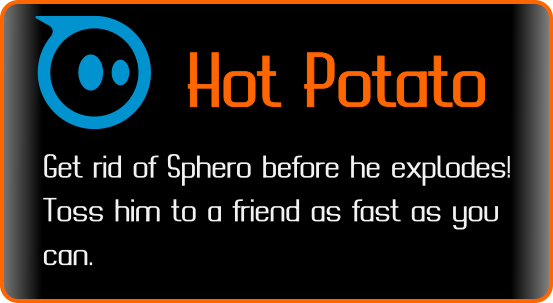 Hot Potato
Get rid of Sphero before he explodes!
Toss him to a friend as fast as you
can.